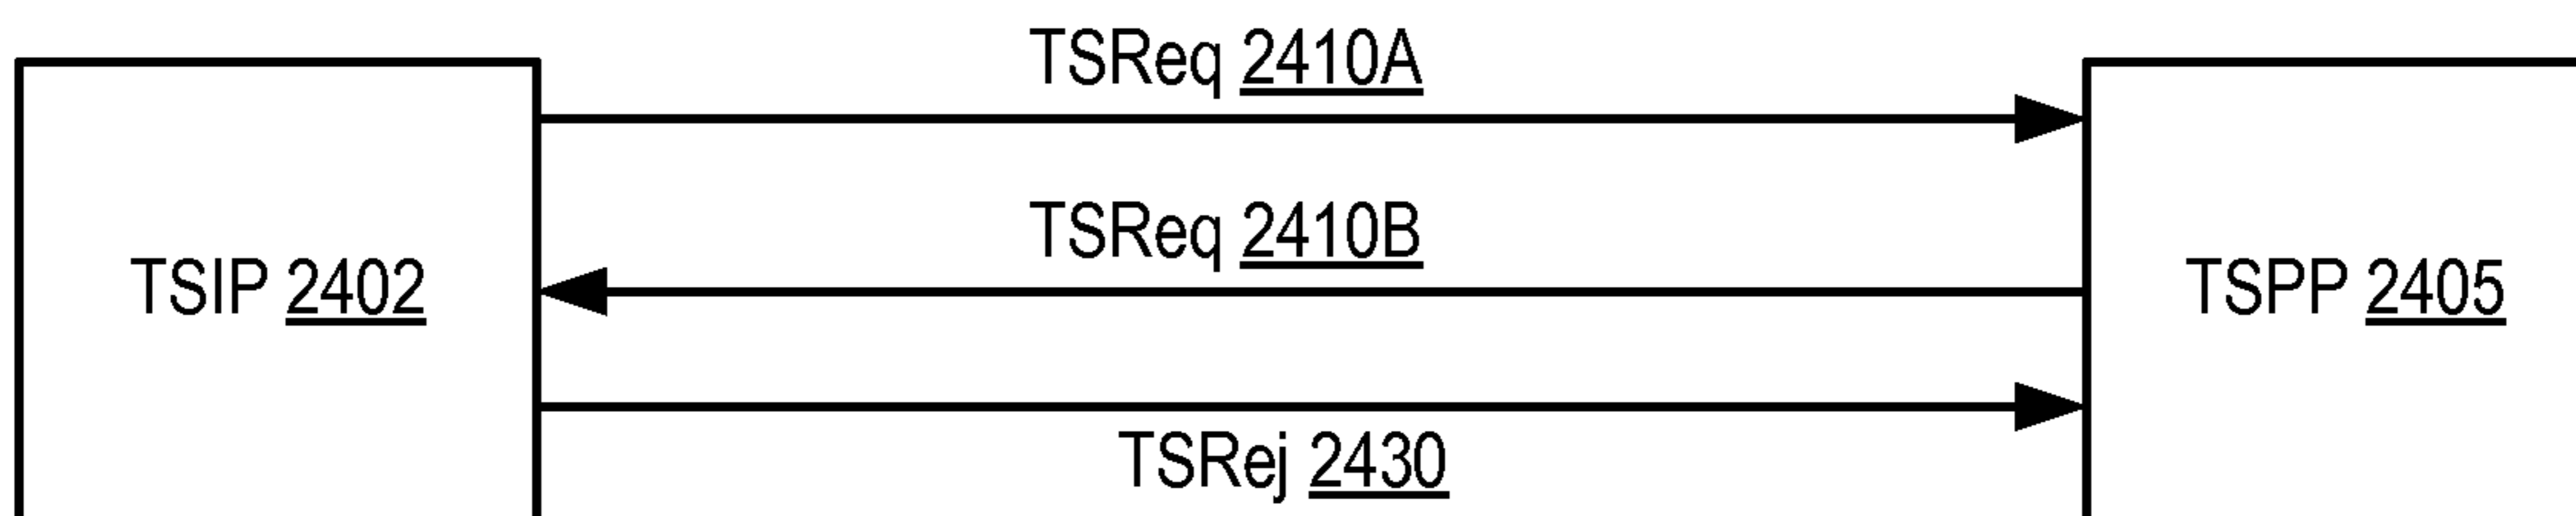 TSReq 2410A
TSReq 2410B
TSIP 2402
TSPP 2405
TSRej 2430